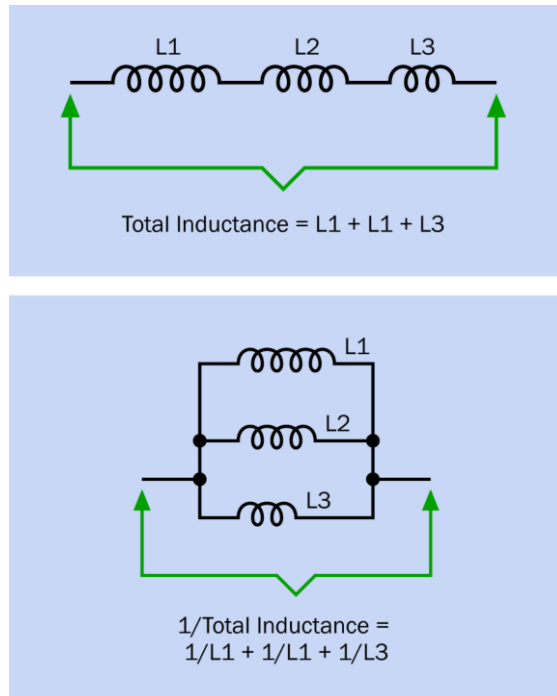 L1 L2 L3
Total Inductance = L1 + L1 + L3
L1
L2
L3
1/Total Inductance =
1/L1 + 1/L1 + 1/L3